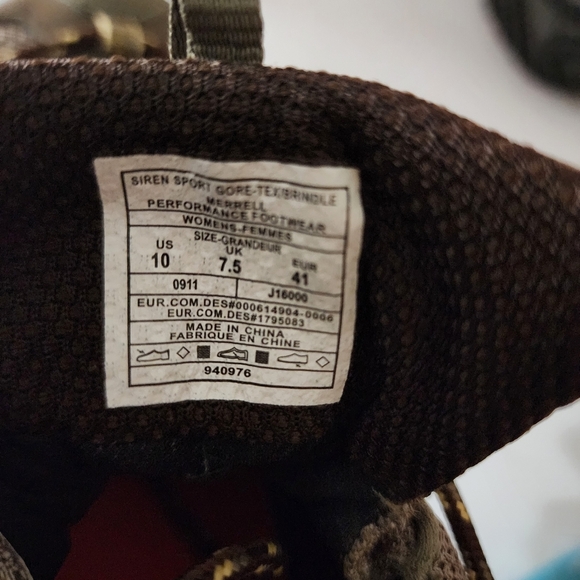 SIREN SPORT GORE-TEX/BRINDLE
MERRELL
PERFORMANCE FOOTWEAR
WOMENS-FEMMES
SIZE-GRANDEUR
US UK EUR
10 7.5 41
0911 J16000
EUR.COM.DES#000614904-0006
EUR.COM.DES#1795083
MADE IN CHINA
FABRIQUE EN CHINE
940976